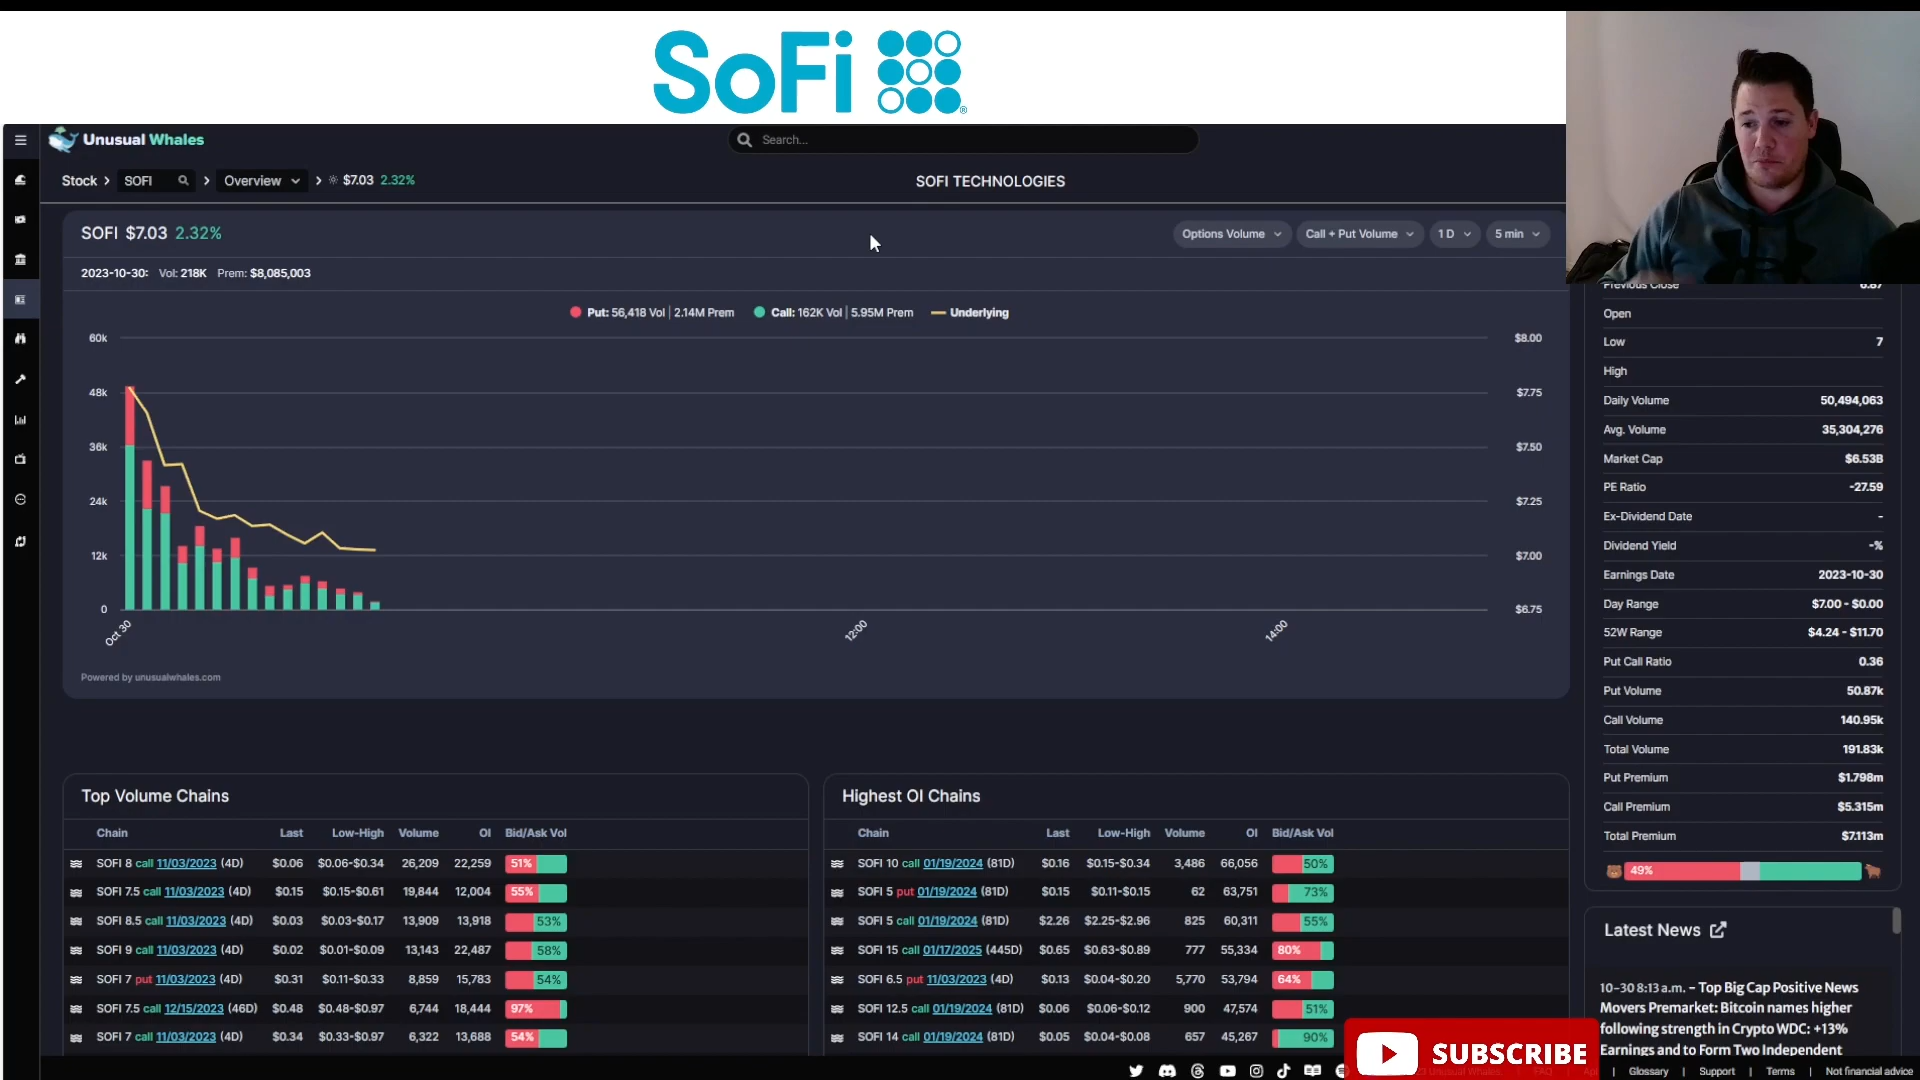 SoFi ®
Unusual Whales
Search...
Stock > SOFI > Overview > $7.03 2.32%
SOFI TECHNOLOGIES
SOFI $7.03 2.32%
Options Volume Call + Put Volume 1 D 5 min
2023-10-30: Vol: 218K Prem: $8,085,003
Put: 56,418 Vol | 2.14M Prem Call: 162K Vol | 5.95M Prem Underlying
60k $8.00
48k $7.75
36k $7.50
24k $7.25
12k $7.00
0 $6.75
Oct 30 12:00 14:00
Powered by unusualwhales.com
Top Volume Chains
Chain Last Low-High Volume OI Bid/Ask Vol
SOFI 8 call 11/03/2023 (4D) $0.06 $0.06-$0.34 26,209 22,259 51%
SOFI 7.5 call 11/03/2023 (4D) $0.15 $0.15-$0.61 19,844 12,004 55%
SOFI 8.5 call 11/03/2023 (4D) $0.03 $0.03-$0.17 13,909 13,918 53%
SOFI 9 call 11/03/2023 (4D) $0.02 $0.01-$0.09 13,143 22,487 58%
SOFI 7 put 11/03/2023 (4D) $0.31 $0.11-$0.33 8,859 15,783 54%
SOFI 7.5 call 12/15/2023 (46D) $0.48 $0.48-$0.97 6,744 18,444 97%
SOFI 7 call 11/03/2023 (4D) $0.34 $0.33-$0.97 6,322 13,688 54%
Highest OI Chains
Chain Last Low-High Volume OI Bid/Ask Vol
SOFI 10 call 01/19/2024 (81D) $0.16 $0.15-$0.34 3,486 66,056 50%
SOFI 5 put 01/19/2024 (81D) $0.15 $0.11-$0.15 62 63,751 73%
SOFI 5 call 01/19/2024 (81D) $2.26 $2.25-$2.96 825 60,311 55%
SOFI 15 call 01/17/2025 (445D) $0.65 $0.63-$0.89 777 55,334 80%
SOFI 6.5 put 11/03/2023 (4D) $0.13 $0.04-$0.20 5,770 53,794 64%
SOFI 12.5 call 01/19/2024 (81D) $0.06 $0.06-$0.12 900 47,574 51%
SOFI 14 call 01/19/2024 (81D) $0.05 $0.04-$0.08 657 45,267 90%
Previous Close 6.87
Open
Low 7
High
Daily Volume 50,494,063
Avg. Volume 35,304,276
Market Cap $6.53B
PE Ratio -27.59
Ex-Dividend Date -
Dividend Yield -%
Earnings Date 2023-10-30
Day Range $7.00 - $0.00
52W Range $4.24 - $11.70
Put Call Ratio 0.36
Put Volume 50.87k
Call Volume 140.95k
Total Volume 191.83k
Put Premium $1.798m
Call Premium $5.315m
Total Premium $7.113m
49%
Latest News
10-30 8:13 a.m. - Top Big Cap Positive News
Movers Premarket: Bitcoin names higher
following strength in Crypto WDC: +13%
Earnings and to Form Two Independent
SUBSCRIBE
Glossary | Support | Terms | Not financial advice